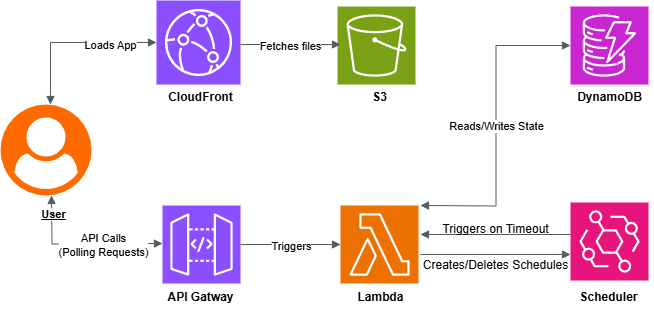 Loads App
Fetches files
CloudFront
S3
DynamoDB
Reads/Writes State
User
API Calls
(Polling Requests)
Triggers
Triggers on Timeout
Creates/Deletes Schedules
API Gatway
Lambda
Scheduler